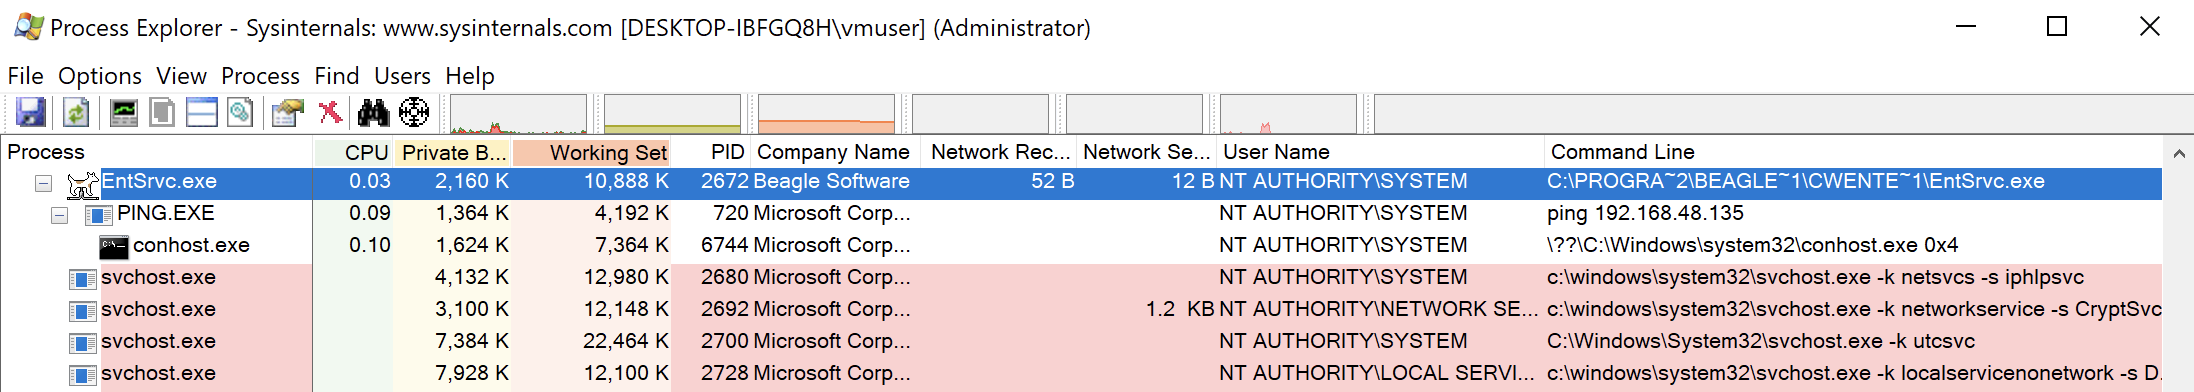 Process Explorer - Sysinternals: www.sysinternals.com [DESKTOP-IBFGQ8H\vmuser] (Administrator)
File Options View Process Find Users Help
Process CPU Private B... Working Set PID Company Name Network Rec... Network Se... User Name Command Line
EntSrvc.exe 0.03 2,160 K 10,888 K 2672 Beagle Software 52 B 12 B NT AUTHORITY\SYSTEM C:\PROGRA~2\BEAGLE~1\CWENTE~1\EntSrvc.exe
PING.EXE 0.09 1,364 K 4,192 K 720 Microsoft Corp... NT AUTHORITY\SYSTEM ping 192.168.48.135
conhost.exe 0.10 1,624 K 7,364 K 6744 Microsoft Corp... NT AUTHORITY\SYSTEM \??\C:\Windows\system32\conhost.exe 0x4
svchost.exe 4,132 K 12,980 K 2680 Microsoft Corp... NT AUTHORITY\SYSTEM c:\windows\system32\svchost.exe -k netsvcs -s iphlpsvc
svchost.exe 3,100 K 12,148 K 2692 Microsoft Corp... 1.2 KB NT AUTHORITY\NETWORK SE... c:\windows\system32\svchost.exe -k networkservice -s CryptSvc
svchost.exe 7,384 K 22,464 K 2700 Microsoft Corp... NT AUTHORITY\SYSTEM C:\Windows\System32\svchost.exe -k utcsvc
svchost.exe 7,928 K 12,100 K 2728 Microsoft Corp... NT AUTHORITY\LOCAL SERVI... c:\windows\system32\svchost.exe -k localservicenonetwork -s D.